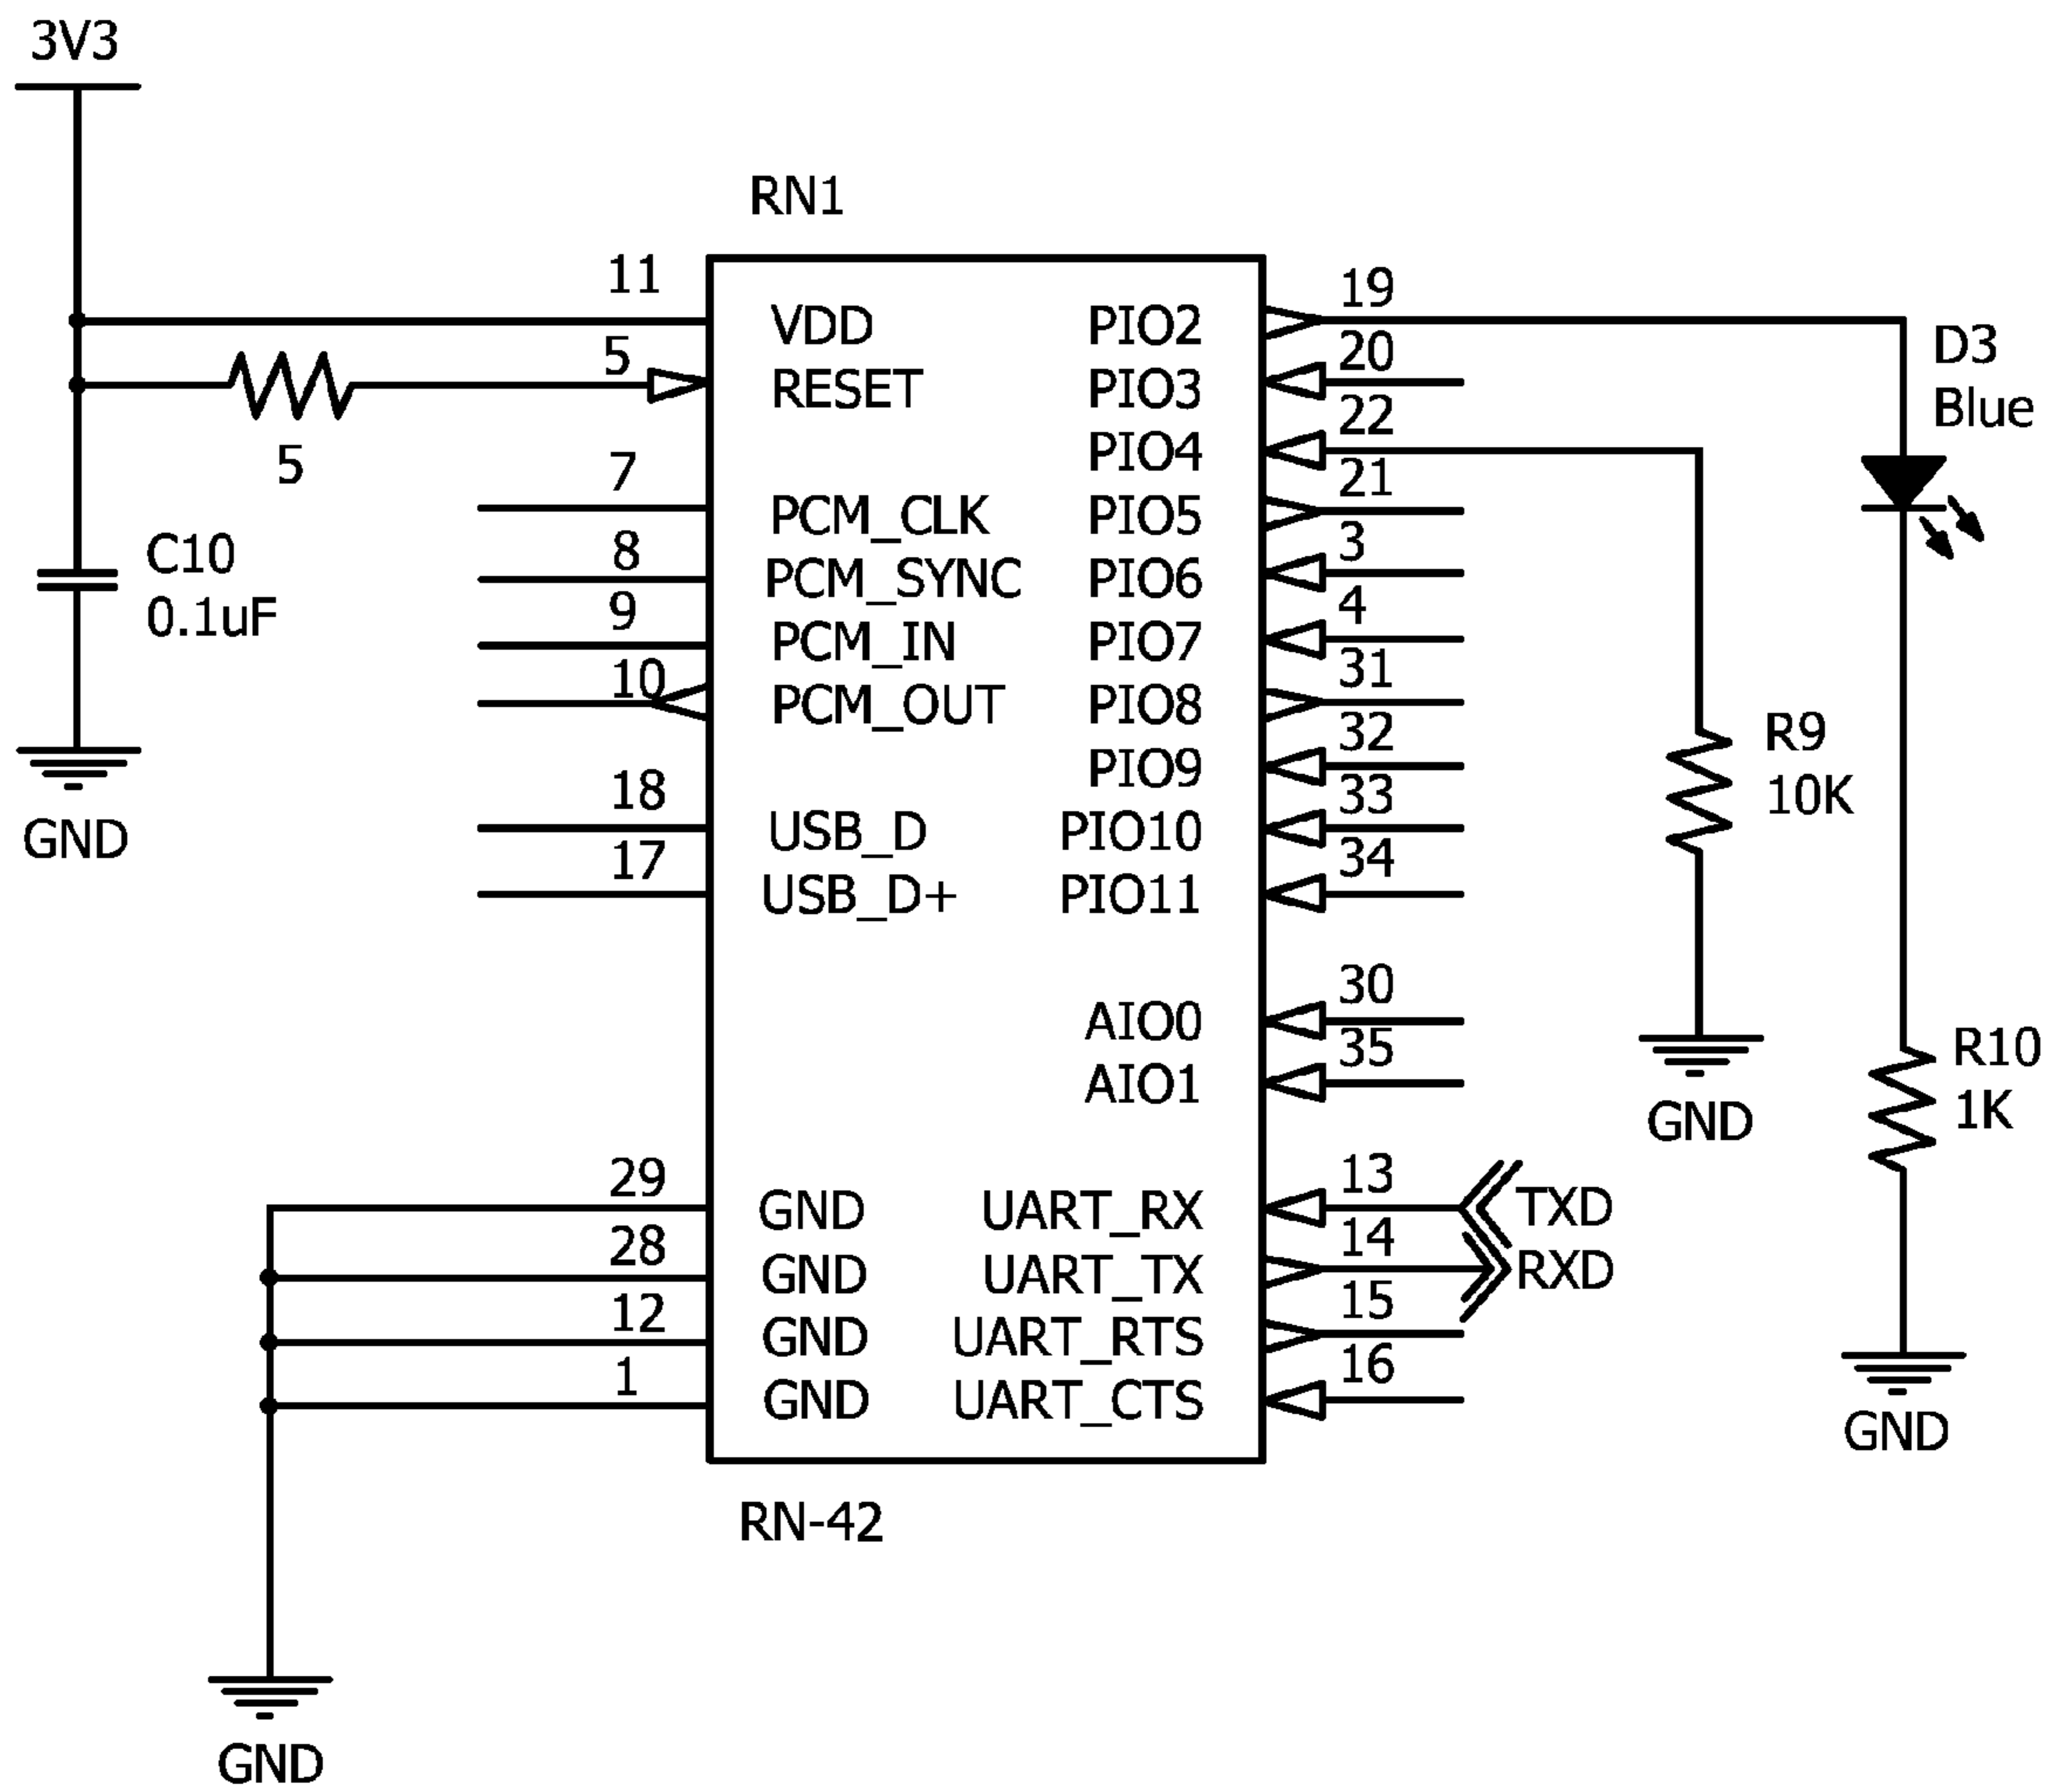 3V3
RN1
11
VDD
5
RESET
5
7
PCM_CLK
8
PCM_SYNC
9
PCM_IN
10
PCM_OUT
18
USB_D
17
USB_D+
C10
0.1uF
GND
29
GND
28
GND
12
GND
1
GND
GND
PIO2
19
PIO3
20
PIO4
22
PIO5
21
PIO6
3
PIO7
4
PIO8
31
PIO9
32
PIO10
33
PIO11
34
AIO0
30
AIO1
35
UART_RX
13
TXD
UART_TX
14
RXD
UART_RTS
15
UART_CTS
16
D3
Blue
R9
10K
GND
R10
1K
GND
RN-42